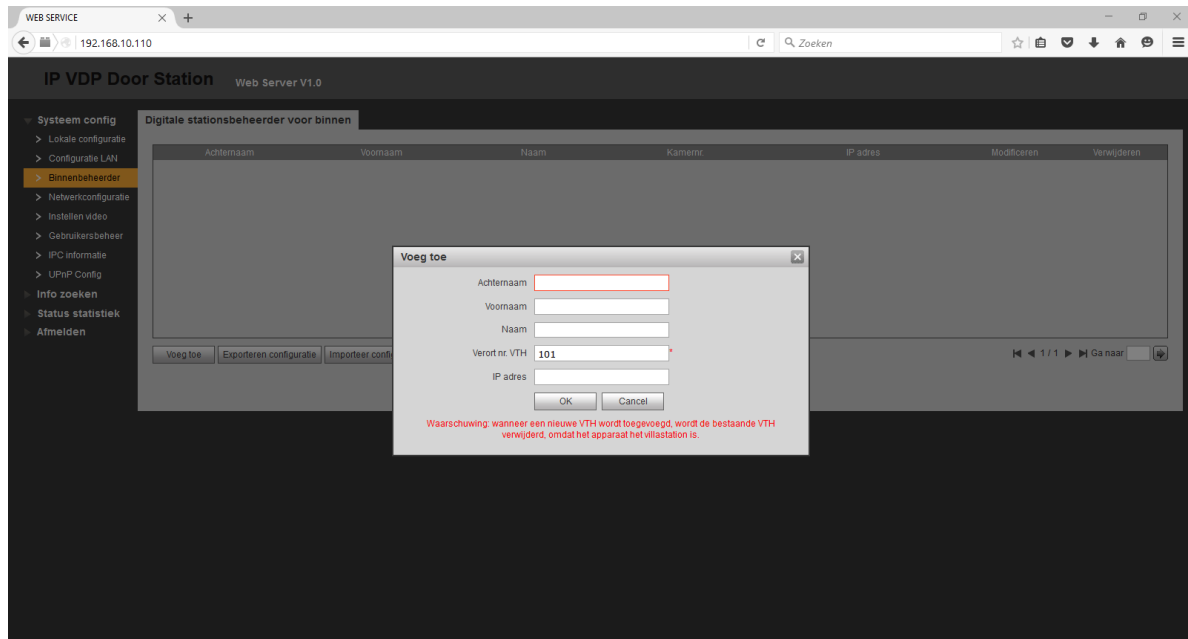 WEB SERVICE
192.168.10.110
Zoeken
IP VDP Door Station Web Server V1.0
Systeem config
Lokale configuratie
Configuratie LAN
Binnenbeheerder
Netwerkconfiguratie
Instellen video
Gebruikersbeheer
IPC informatie
UPnP Config
Info zoeken
Status statistiek
Afmelden
Digitale stationsbeheerder voor binnen
Achternaam Voornaam Naam Kamernr. IP adres Modificeren Verwijderen
Voeg toe
Achternaam
Voornaam
Naam
Verort nr. VTH 101 *
IP adres
OK Cancel
Waarschuwing: wanneer een nieuwe VTH wordt toegevoegd, wordt de bestaande VTH
verwijderd, omdat het apparaat het villastation is.
Voeg toe Exporteren configuratie Importeer confi
1 / 1 Ga naar